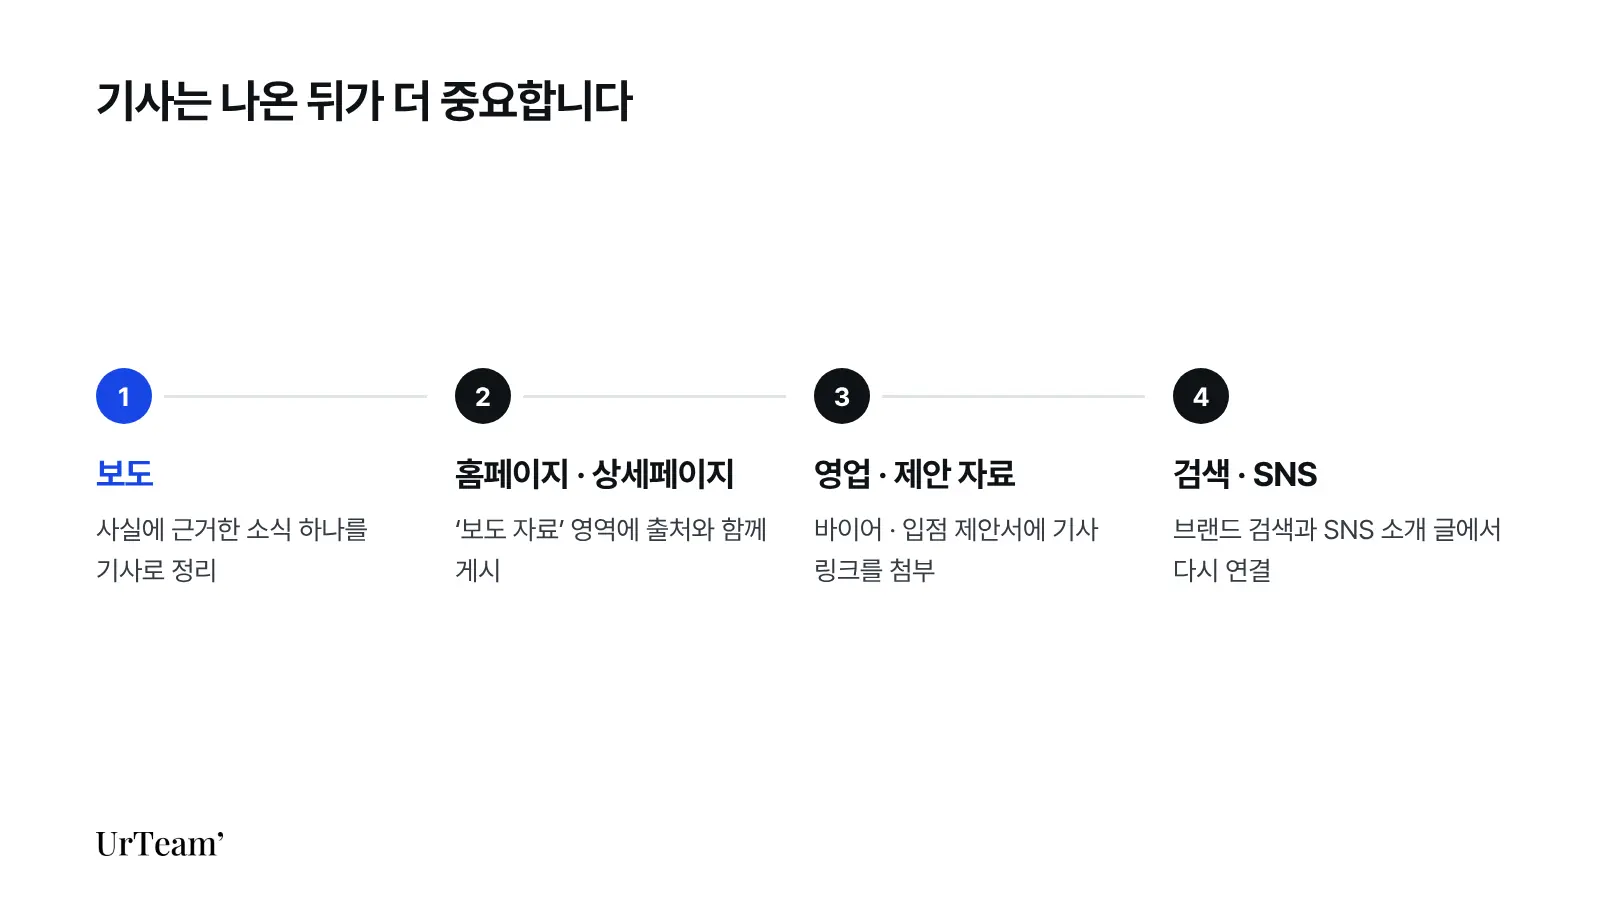 기사는 나온 뒤가 더 중요합니다
1
보도
사실에 근거한 소식 하나를
기사로 정리
2
홈페이지 · 상세페이지
‘보도 자료’ 영역에 출처와 함께
게시
3
영업 · 제안 자료
바이어 · 입점 제안서에 기사
링크를 첨부
4
검색 · SNS
브랜드 검색과 SNS 소개 글에서
다시 연결
UrTeam’